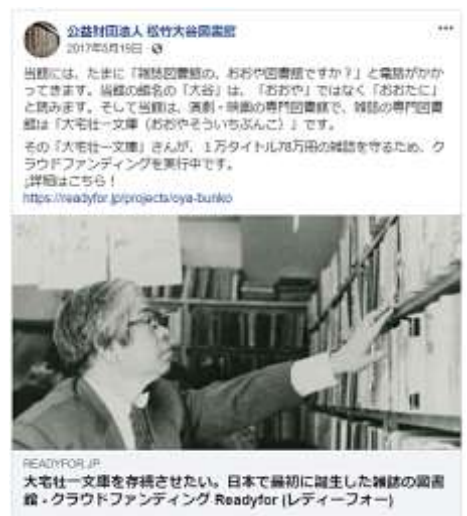 公益財団法人 松竹大谷図書館
2017年5月19日
当館には、たまに「雑誌図書館の、おおや図書館ですか？」と電話がかか
ってきます。当館の館名の「大谷」は、「おおや」ではなく「おおたに」
と読みます。そして当館は、演劇・映画の専門図書館で、雑誌の専門図書
館は「大宅壮一文庫（おおやそういちぶんこ）」です。
その「大宅壮一文庫」さんが、１万タイトル78万冊の雑誌を守るため、ク
ラウドファンディングを実行中です。
↓詳細はこちら！
https://readyfor.jp/projects/oya-bunko
READYFOR.JP
大宅壮一文庫を存続させたい。日本で最初に誕生した雑誌の図書
館 - クラウドファンディング Readyfor (レディーフォー)